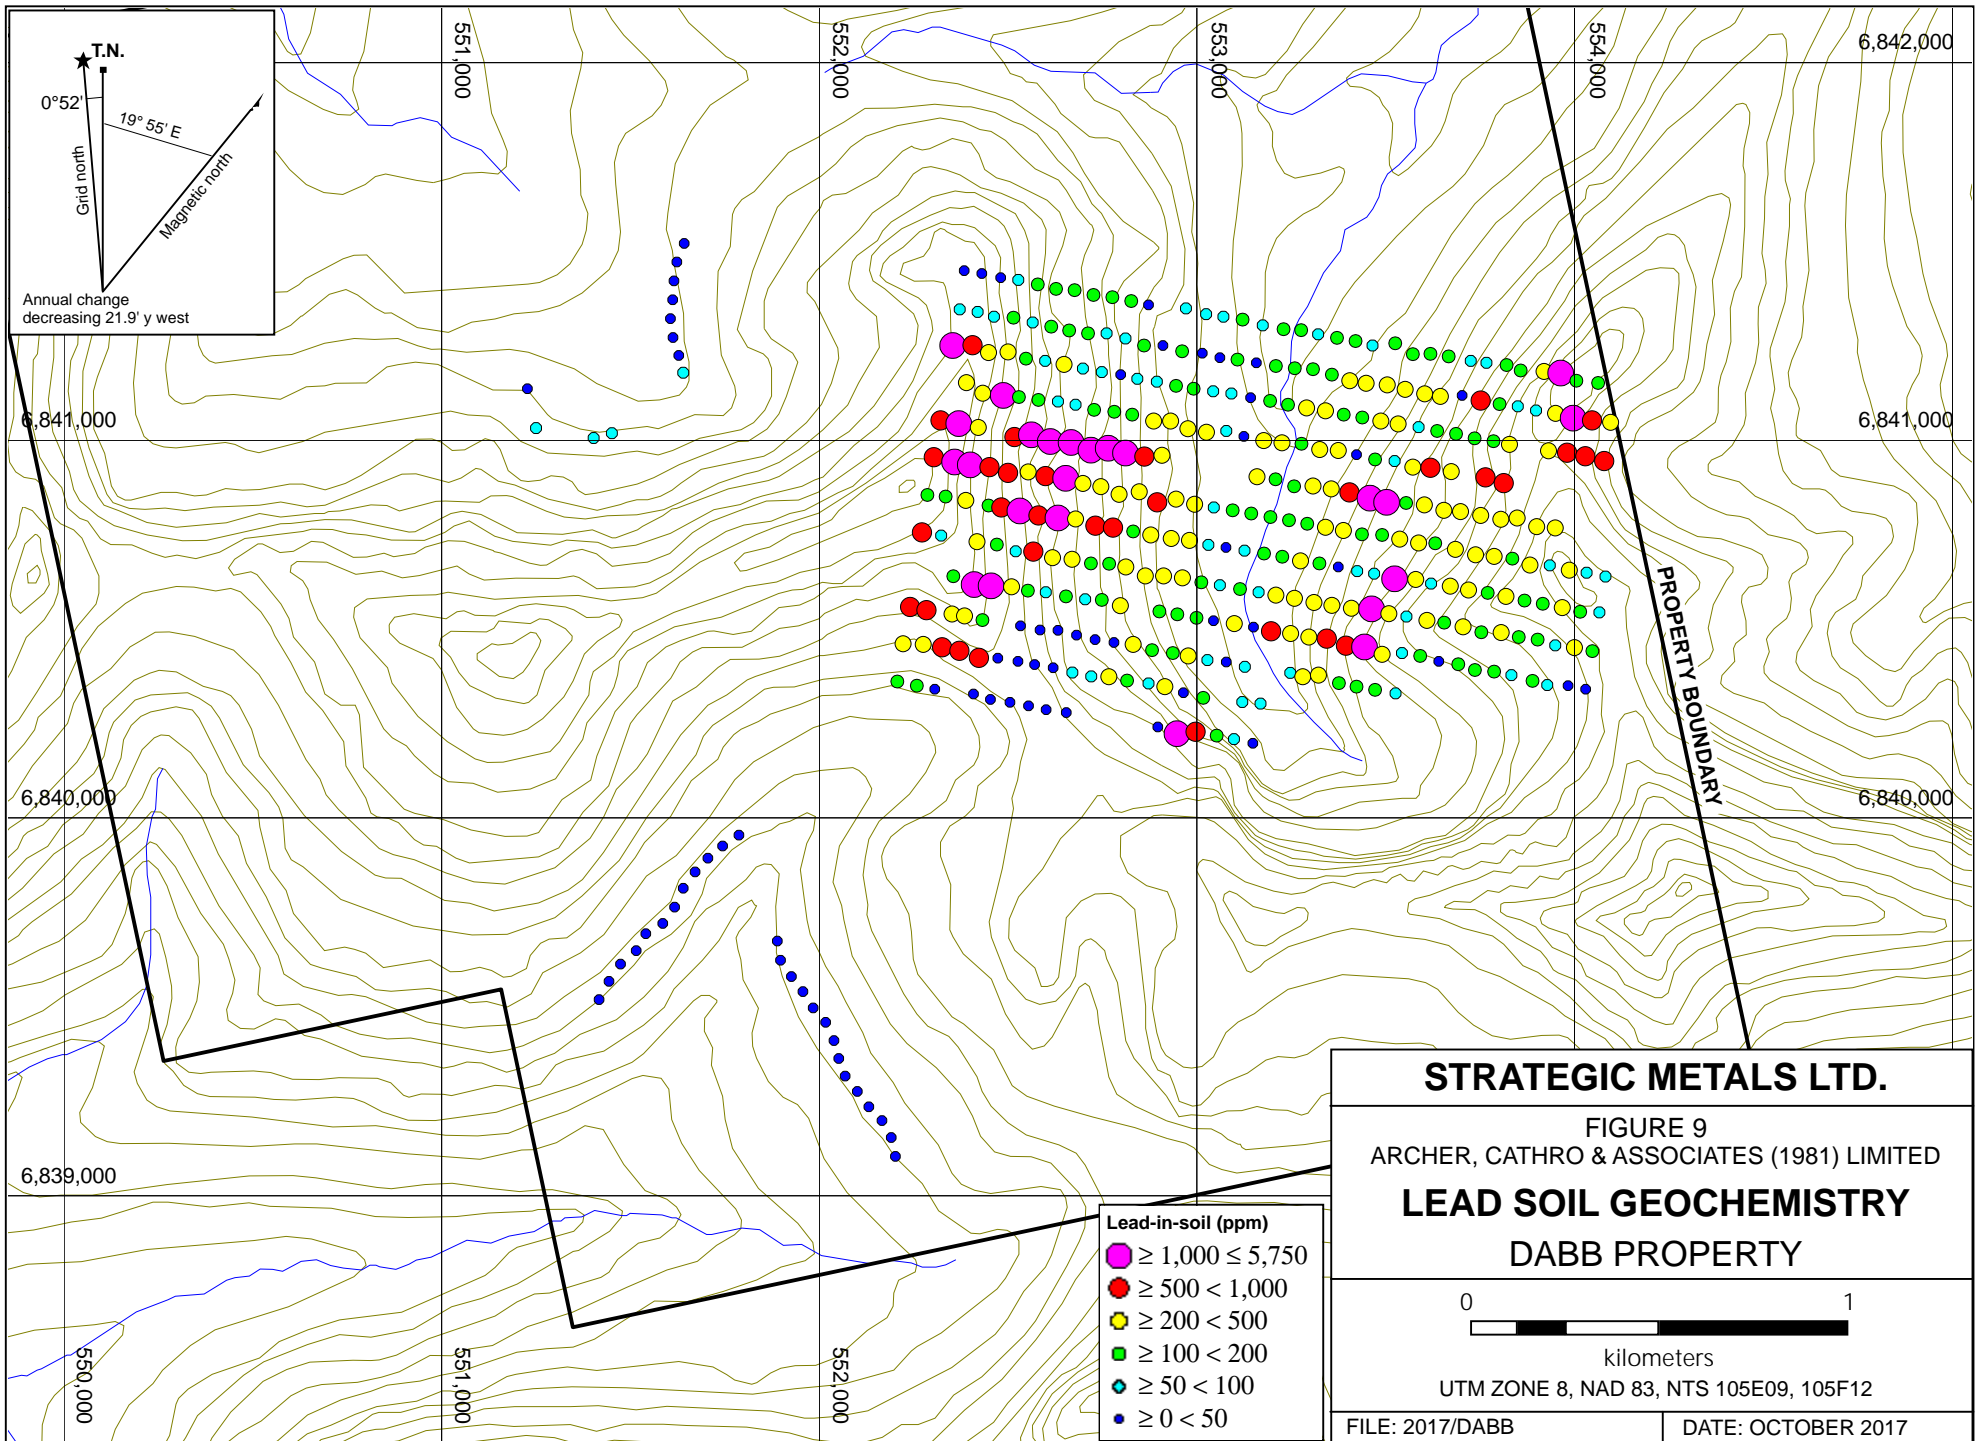 T.N.
0°52'
19° 55' E
Grid north
Magnetic north
Annual change
decreasing 21.9' y west
551,000
552,000
553,000
554,000
6,842,000
6,841,000
6,841,000
6,840,000
6,840,000
6,839,000
550,000
551,000
552,000
PROPERTY BOUNDARY
Lead-in-soil (ppm)
≥ 1,000 ≤ 5,750
≥ 500 < 1,000
≥ 200 < 500
≥ 100 < 200
≥ 50 < 100
≥ 0 < 50
STRATEGIC METALS LTD.
FIGURE 9
ARCHER, CATHRO & ASSOCIATES (1981) LIMITED
LEAD SOIL GEOCHEMISTRY
DABB PROPERTY
0 1
kilometers
UTM ZONE 8, NAD 83, NTS 105E09, 105F12
FILE: 2017/DABB DATE: OCTOBER 2017